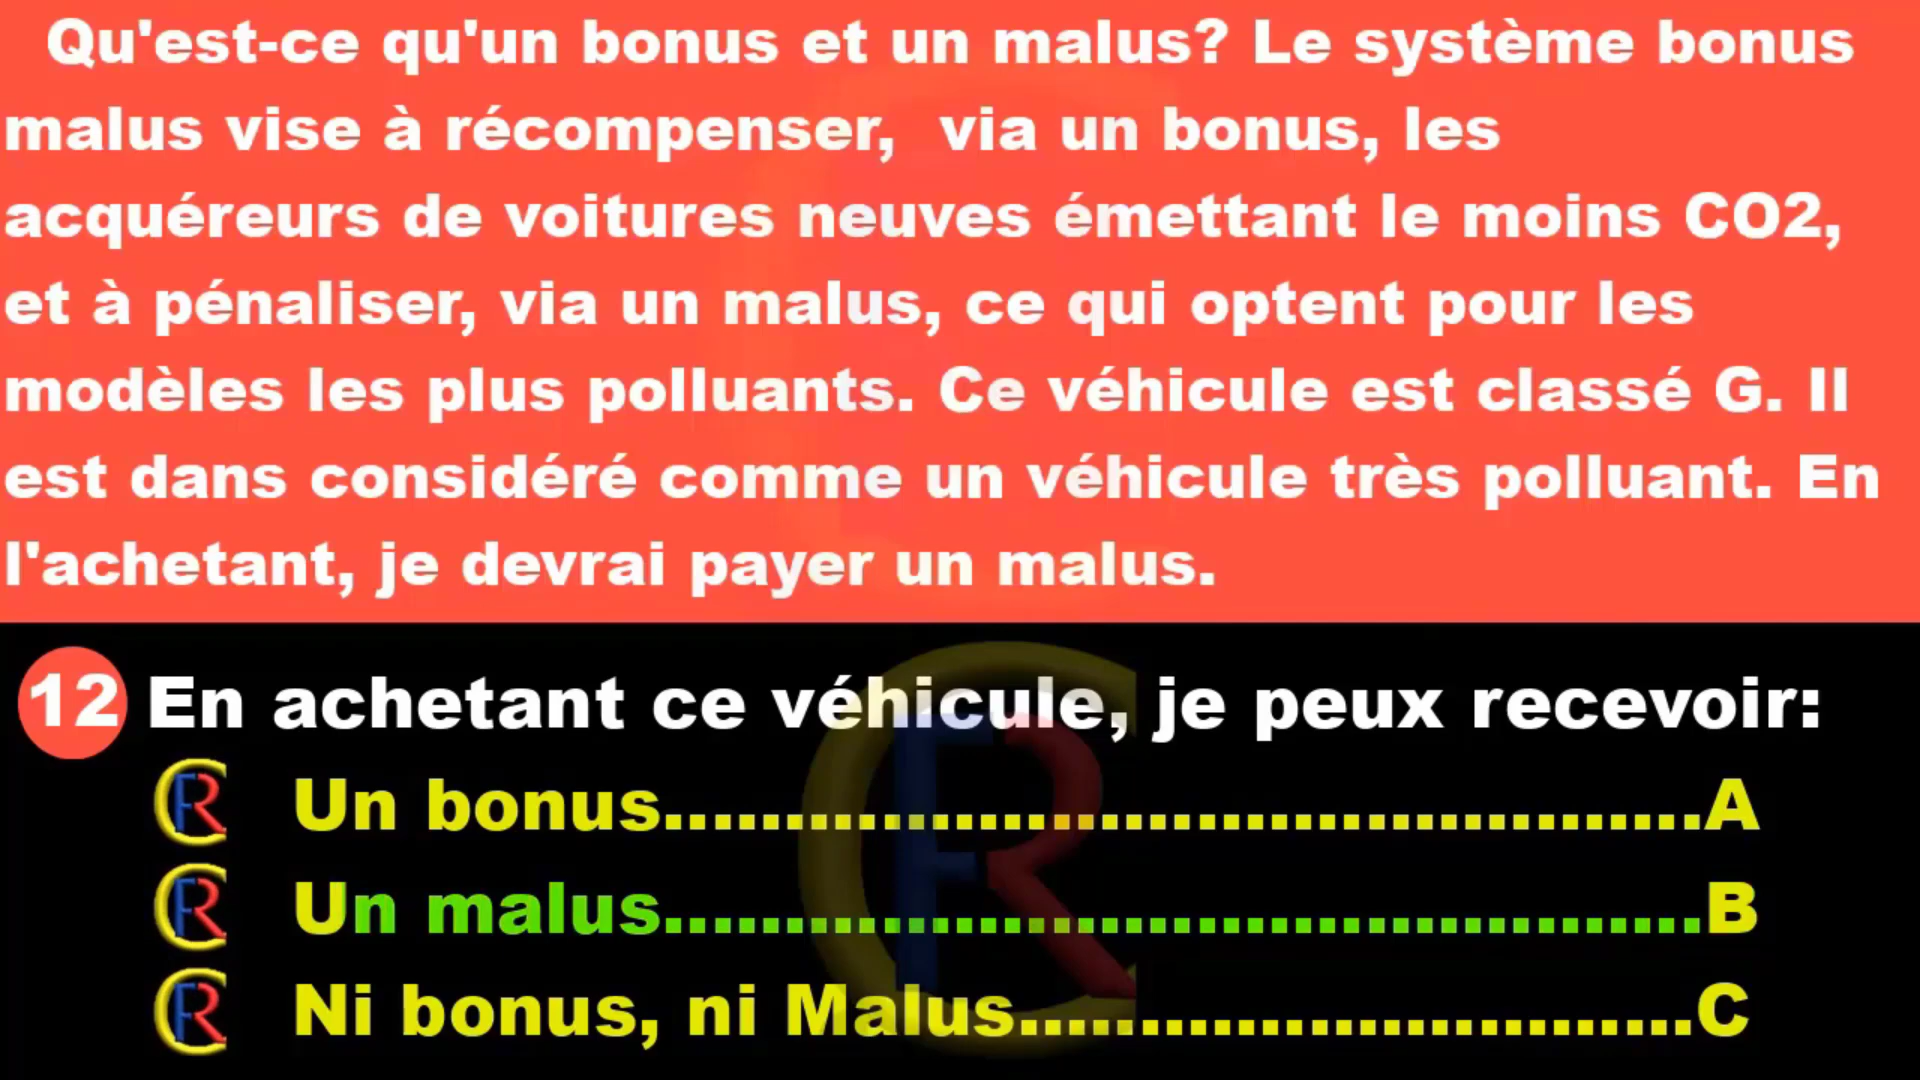 Qu'est-ce qu'un bonus et un malus? Le système bonus
malus vise à récompenser, via un bonus, les
acquéreurs de voitures neuves émettant le moins CO2,
et à pénaliser, via un malus, ce qui optent pour les
modèles les plus polluants. Ce véhicule est classé G. Il
est dans considéré comme un véhicule très polluant. En
l'achetant, je devrai payer un malus.
12 En achetant ce véhicule, je peux recevoir:
Un bonus...........................................A
Un malus...........................................B
Ni bonus, ni Malus............................C